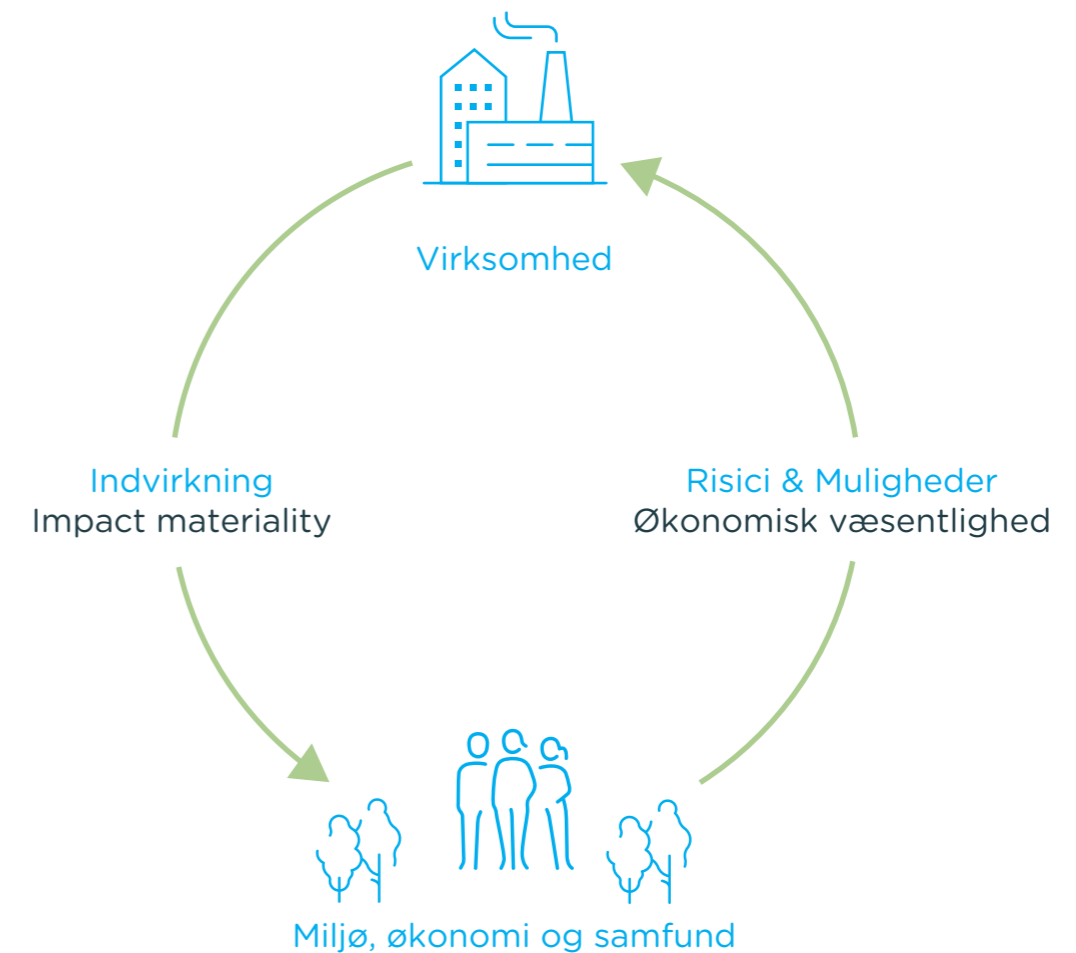 Virksomhed
Indvirkning
Impact materiality
Risici & Muligheder
Økonomisk væsentlighed
Miljø, økonomi og samfund